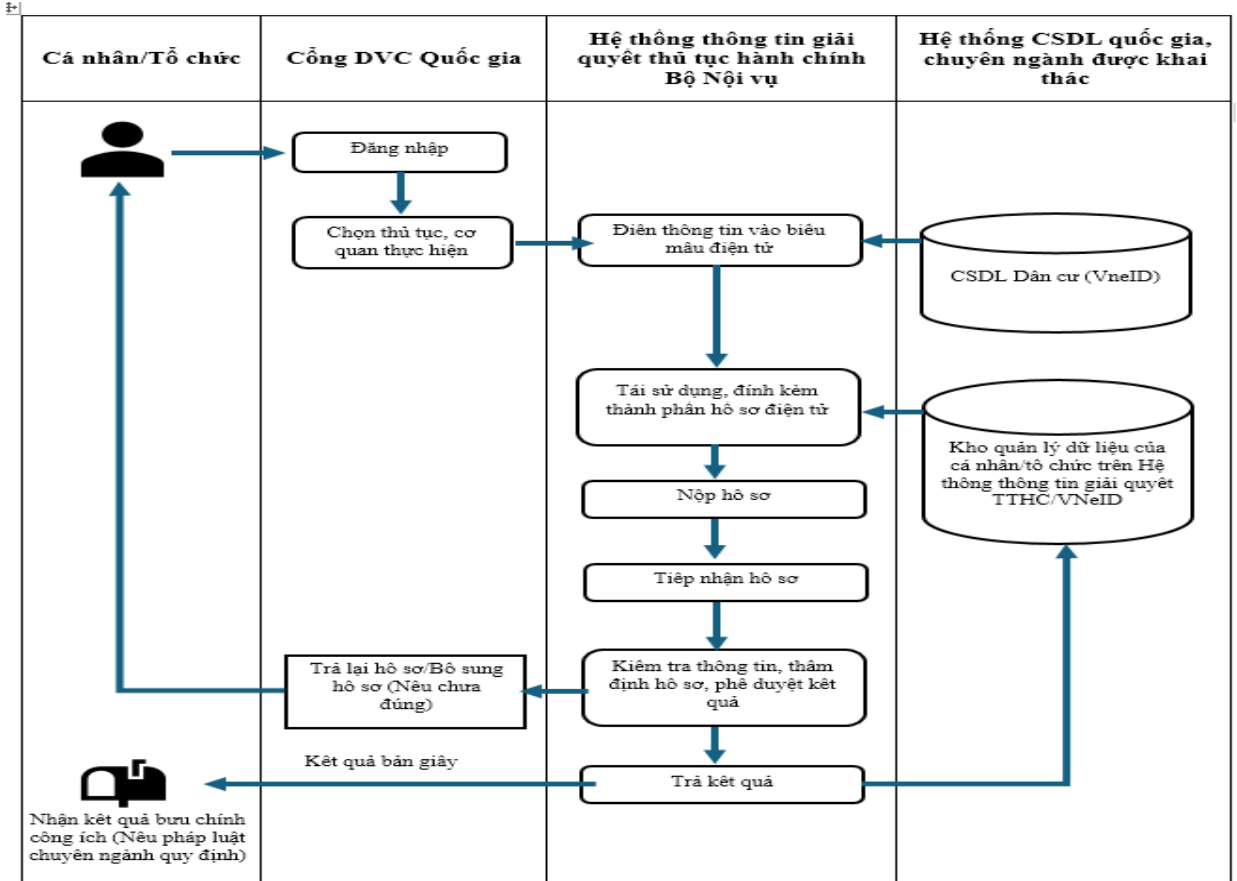 Cá nhân/Tổ chức
Cổng DVC Quốc gia
Hệ thống thông tin giải
quyết thủ tục hành chính
Bộ Nội vụ
Hệ thống CSDL quốc gia,
chuyên ngành được khai
thác
Đăng nhập
Chọn thủ tục, cơ
quan thực hiện
Điền thông tin vào biểu
mẫu điện tử
CSDL Dân cư (VneID)
Tái sử dụng, đính kèm
thành phần hồ sơ điện tử
Kho quản lý dữ liệu của
cá nhân/tổ chức trên Hệ
thống thông tin giải quyết
TTHC/VNeID
Nộp hồ sơ
Tiếp nhận hồ sơ
Kiểm tra thông tin, thẩm
định hồ sơ, phê duyệt kết
quả
Trả lại hồ sơ/Bổ sung
hồ sơ (Nếu chưa
đúng)
Kết quả bản giấy
Trả kết quả
Nhận kết quả bưu chính
công ích (Nếu pháp luật
chuyên ngành quy định)